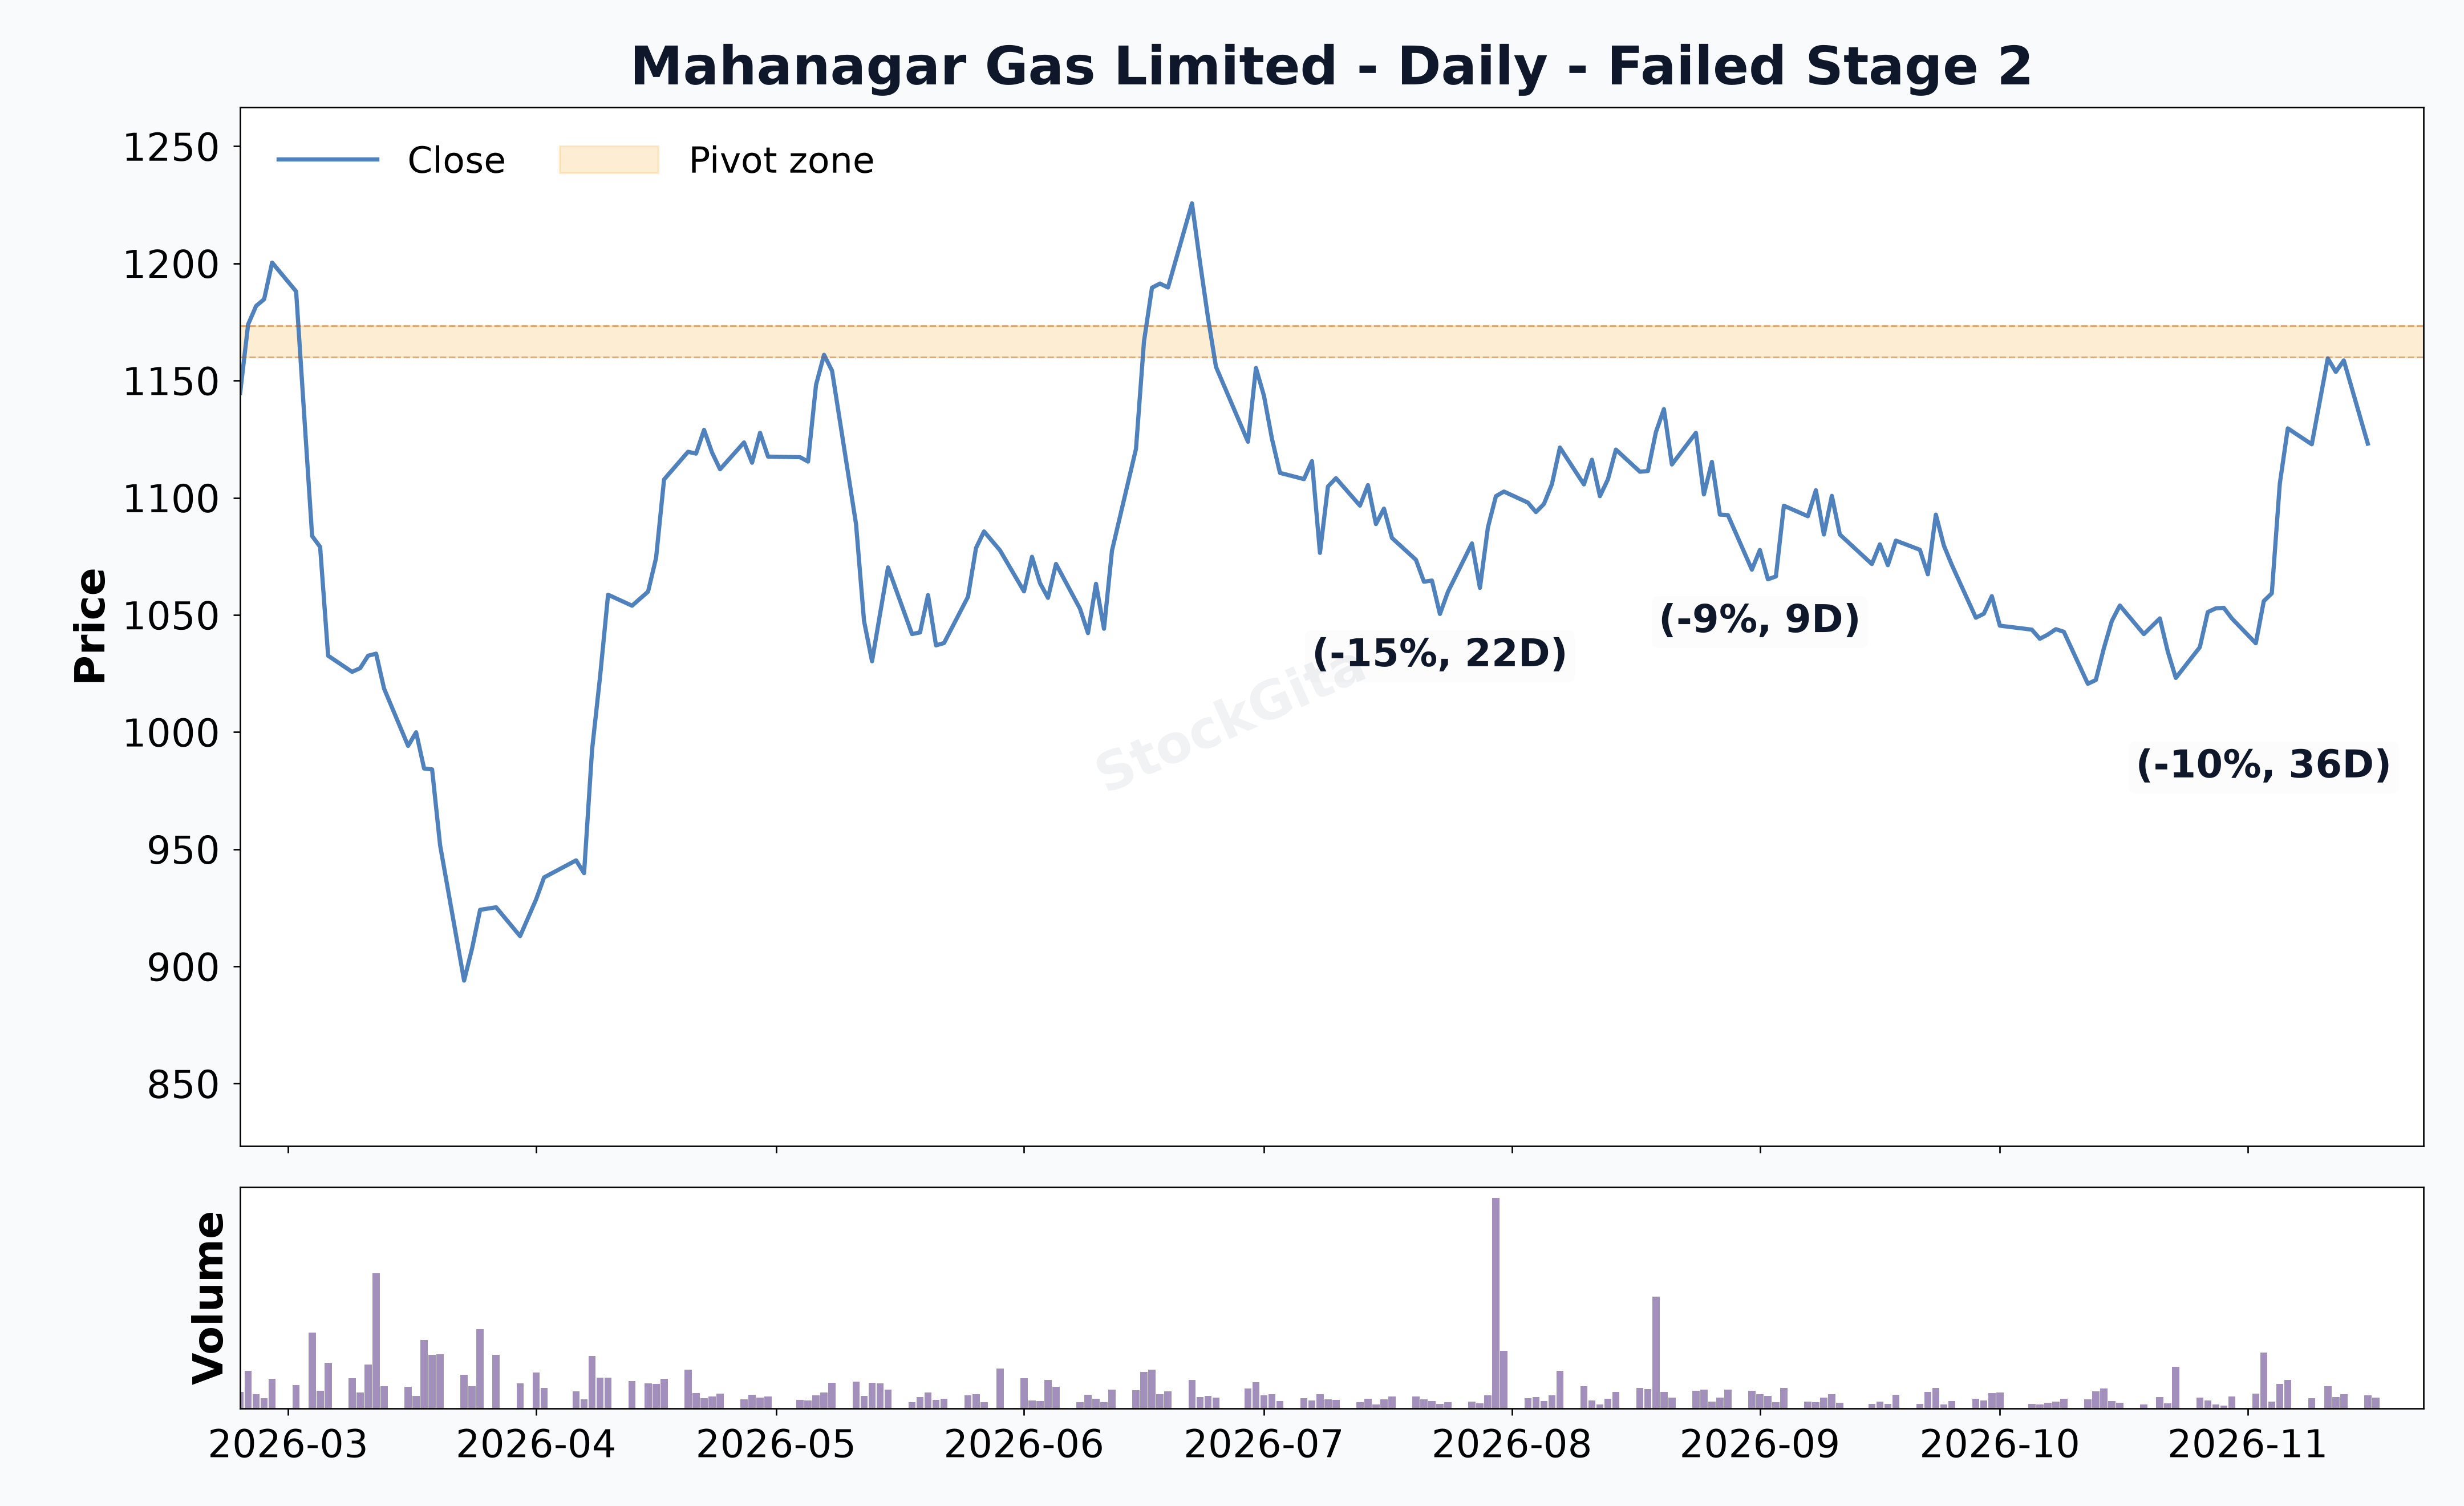 Mahanagar Gas Limited - Daily - Failed Stage 2
Close
Pivot zone
Price
1250
1200
1150
1100
1050
1000
950
900
850
(-15%, 22D)
(-9%, 9D)
(-10%, 36D)
StockGita
Volume
2026-03
2026-04
2026-05
2026-06
2026-07
2026-08
2026-09
2026-10
2026-11